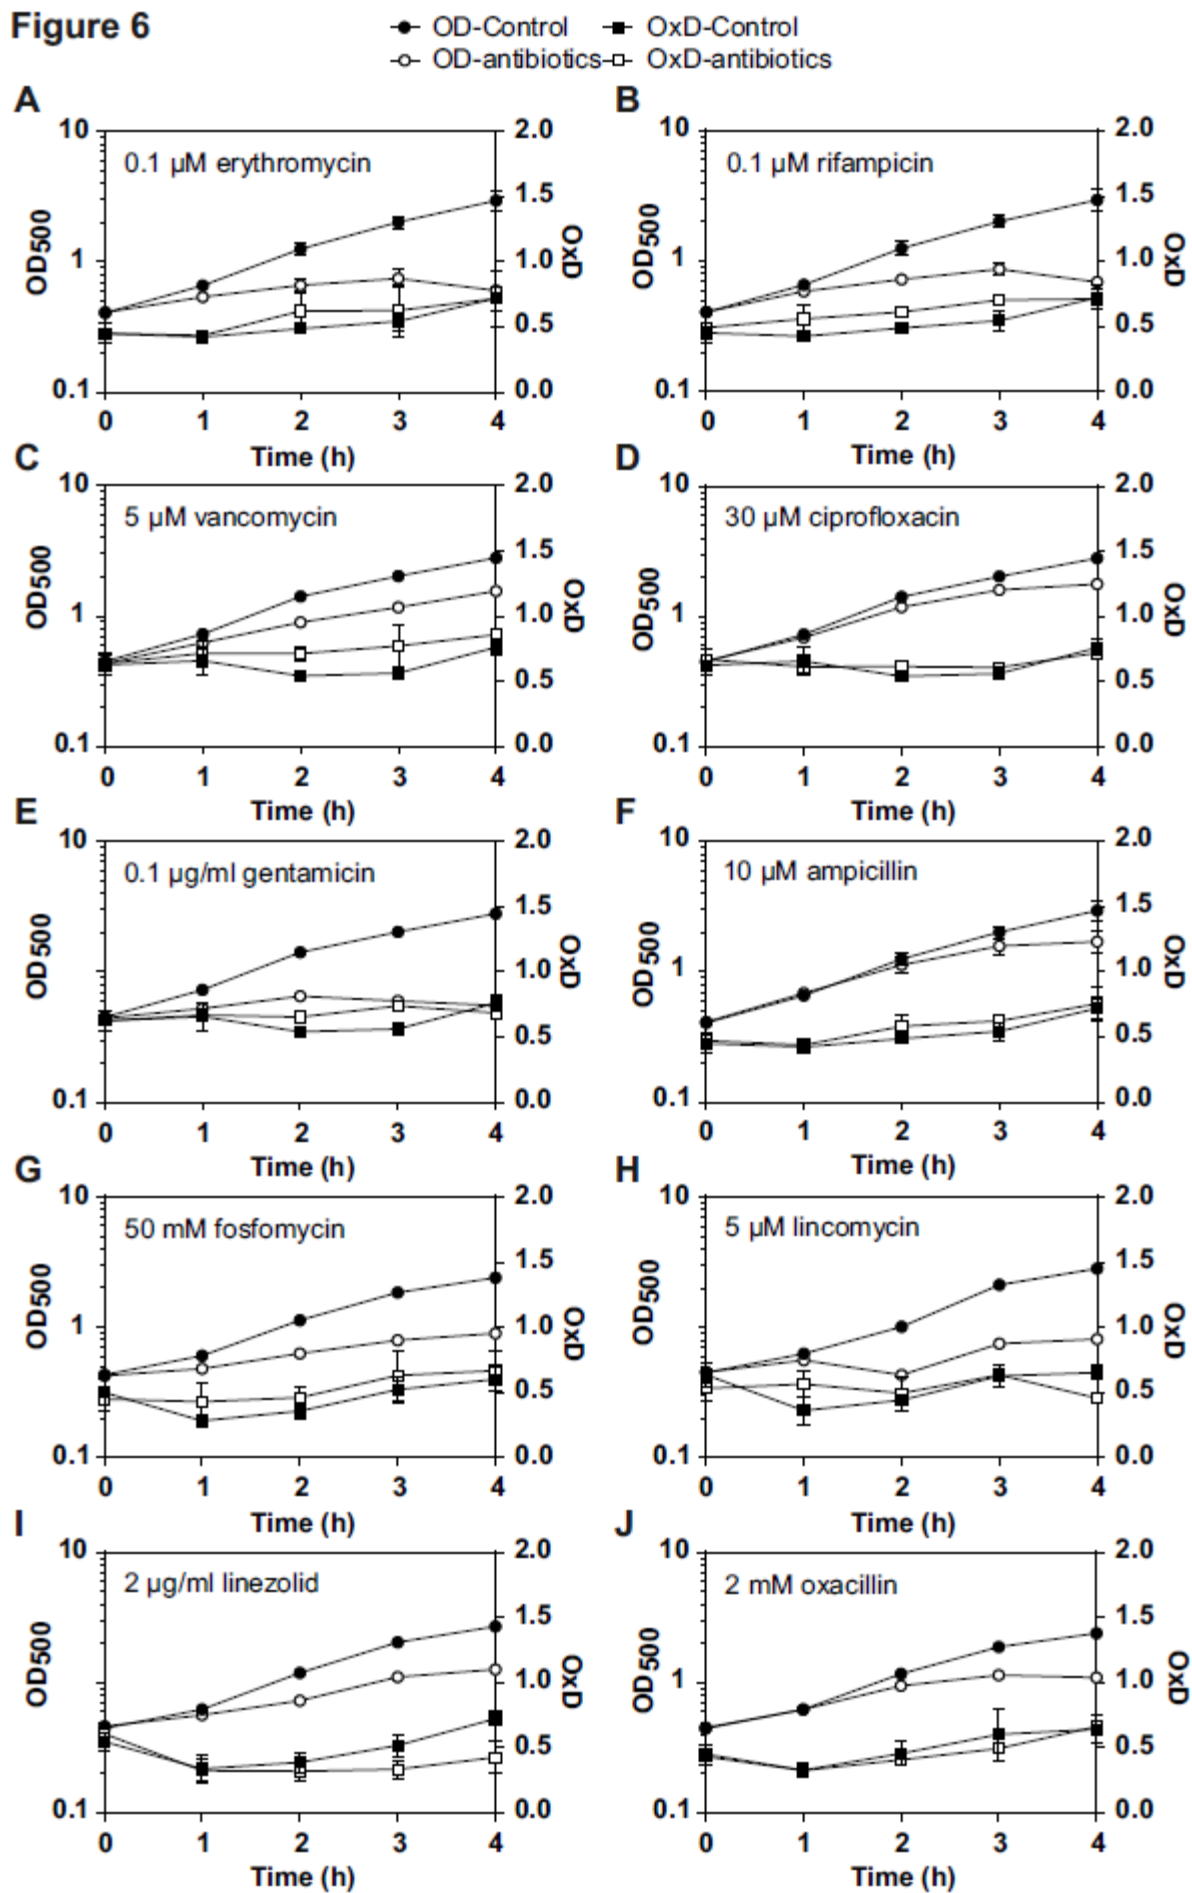 Figure 6
OD-Control OxD-Control
OD-antibiotics OxD-antibiotics
A B
10 2.0 10 2.0
0.1 µM erythromycin 0.1 µM rifampicin
1.5 1.5
OD500 OxD OD500 OxD
1 1.0 1 1.0
0.5 0.5
0.1 0.0 0.1 0.0
0 1 2 3 4 0 1 2 3 4
Time (h) Time (h)
C D
10 2.0 10 2.0
5 µM vancomycin 30 µM ciprofloxacin
1.5 1.5
OD500 OxD OD500 OxD
1 1.0 1 1.0
0.5 0.5
0.1 0.0 0.1 0.0
0 1 2 3 4 0 1 2 3 4
Time (h) Time (h)
E F
10 2.0 10 2.0
0.1 µg/ml gentamicin 10 µM ampicillin
1.5 1.5
OD500 OxD OD500 OxD
1 1.0 1 1.0
0.5 0.5
0.1 0.0 0.1 0.0
0 1 2 3 4 0 1 2 3 4
Time (h) Time (h)
G H
10 2.0 10 2.0
50 mM fosfomycin 5 µM lincomycin
1.5 1.5
OD500 OxD OD500 OxD
1 1.0 1 1.0
0.5 0.5
0.1 0.0 0.1 0.0
0 1 2 3 4 0 1 2 3 4
Time (h) Time (h)
I J
10 2.0 10 2.0
2 µg/ml linezolid 2 mM oxacillin
1.5 1.5
OD500 OxD OD500 OxD
1 1.0 1 1.0
0.5 0.5
0.1 0.0 0.1 0.0
0 1 2 3 4 0 1 2 3 4
Time (h) Time (h)